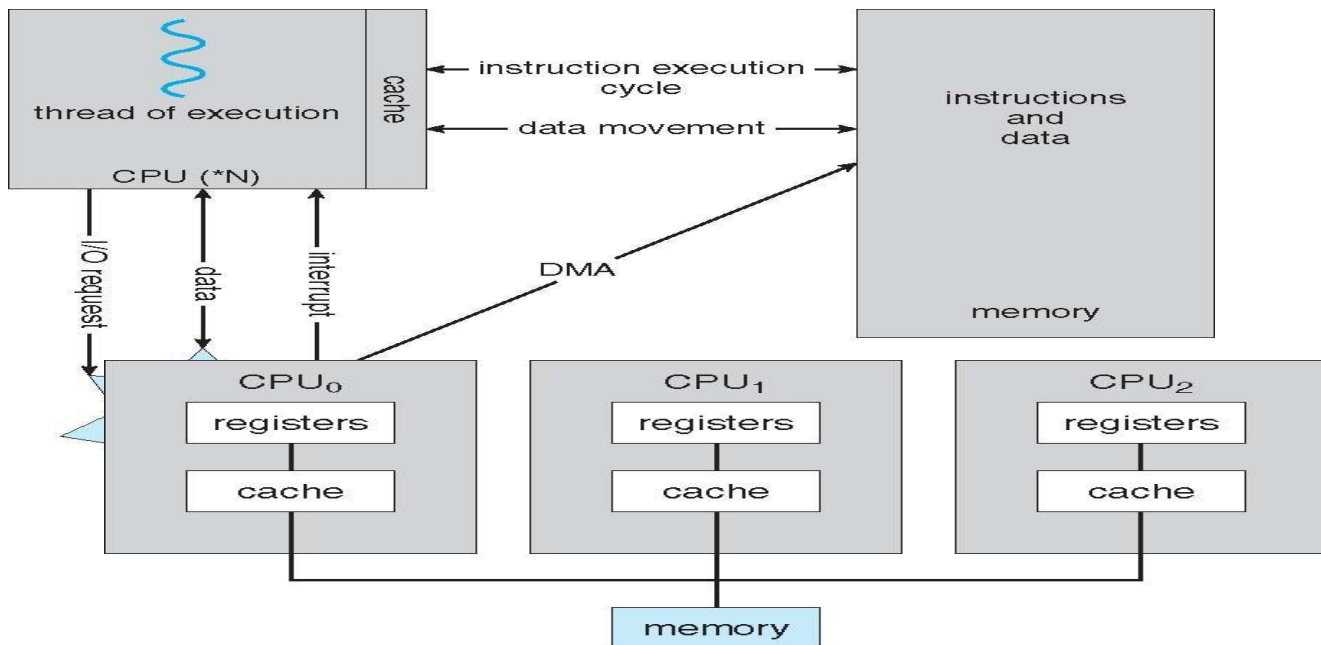 thread of execution
cache
CPU (*N)
instruction execution
cycle
data movement
instructions
and
data
memory
I/O request
data
interrupt
DMA
CPU₀
registers
cache
CPU₁
registers
cache
CPU₂
registers
cache
memory